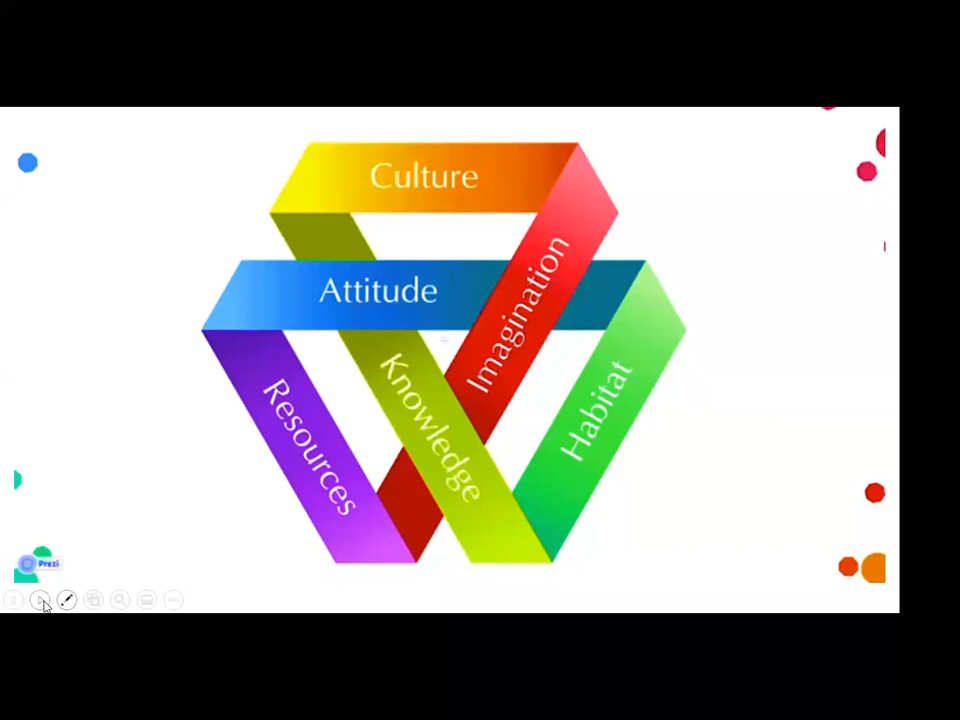 Culture
Attitude
Imagination
Knowledge
Habitat
Resources
Prezi